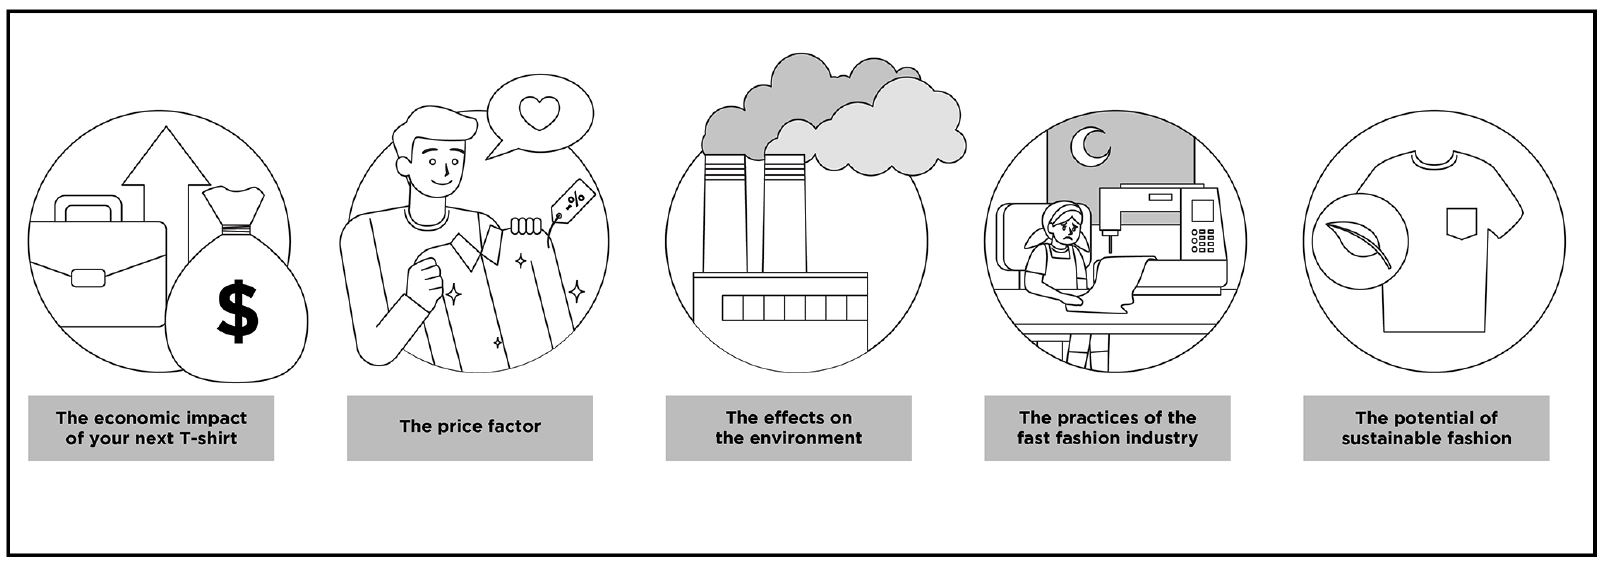 $
-%
The economic impact
of your next T-shirt
The price factor
The effects on
the environment
The practices of the
fast fashion industry
The potential of
sustainable fashion